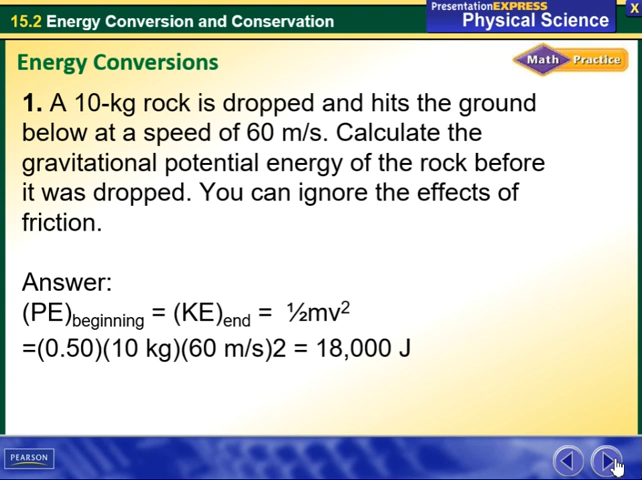 PresentationEXPRESS
X
15.2 Energy Conversion and Conservation
Physical Science
Energy Conversions
Math Practice
1. A 10-kg rock is dropped and hits the ground
below at a speed of 60 m/s. Calculate the
gravitational potential energy of the rock before
it was dropped. You can ignore the effects of
friction.
Answer:
(PE)beginning = (KE)end = ½mv²
=(0.50)(10 kg)(60 m/s)2 = 18,000 J
PEARSON